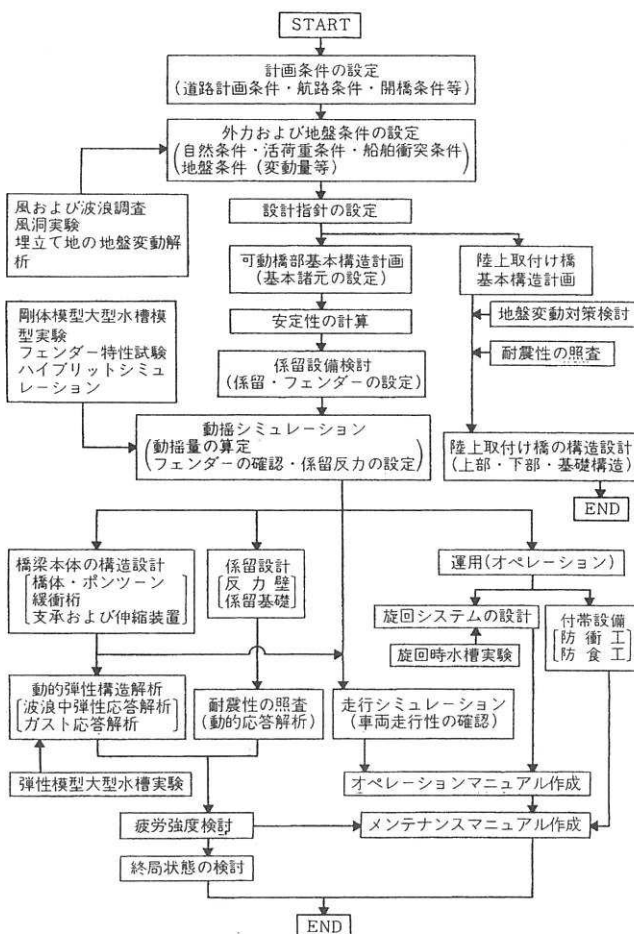 START
計画条件の設定
(道路計画条件・航路条件・開橋条件等)
外力および地盤条件の設定
(自然条件・活荷重条件・船舶衝突条件
地盤条件(変動量等))
風および波浪調査
風洞実験
埋立て地の地盤変動解
析
設計指針の設定
可動橋部基本構造計画
(基本諸元の設定)
陸上取付け橋
基本構造計画
安定性の計算
地盤変動対策検討
剛体模型大型水槽模
型実験
フェンダー特性試験
ハイブリットシミュ
レーション
耐震性の照査
係留設備検討
(係留・フェンダーの設定)
動揺シミュレーション
(動揺量の算定
フェンダーの確認・係留反力の設定)
陸上取付け橋の構造設計
(上部・下部・基礎構造)
END
橋梁本体の構造設計
[橋体・ポンツーン
緩衝桁
支承および伸縮装置]
係留設計
[反力壁
係留基礎]
運用(オペレーション)
旋回システムの設計
旋回時水槽実験
付帯設備
[防衝工
防食工]
動的弾性構造解析
[波浪中弾性応答解析
ガスト応答解析]
耐震性の照査
(動的応答解析)
走行シミュレーション
(車両走行性の確認)
弾性模型大型水槽実験
オペレーションマニュアル作成
疲労強度検討
メンテナンスマニュアル作成
終局状態の検討
END